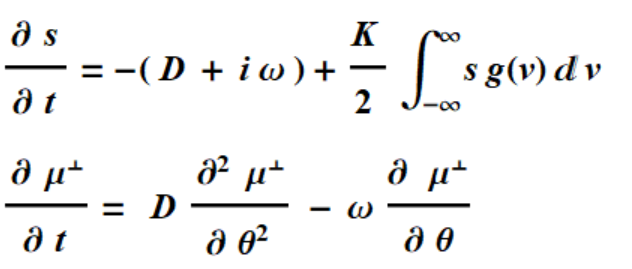 ∂ s / ∂ t = −( D + i ω ) + K / 2 ∫_{−∞}^{∞} s g(v) d v
∂ μ^⊥ / ∂ t = D ∂² μ^⊥ / ∂ θ² − ω ∂ μ^⊥ / ∂ θ